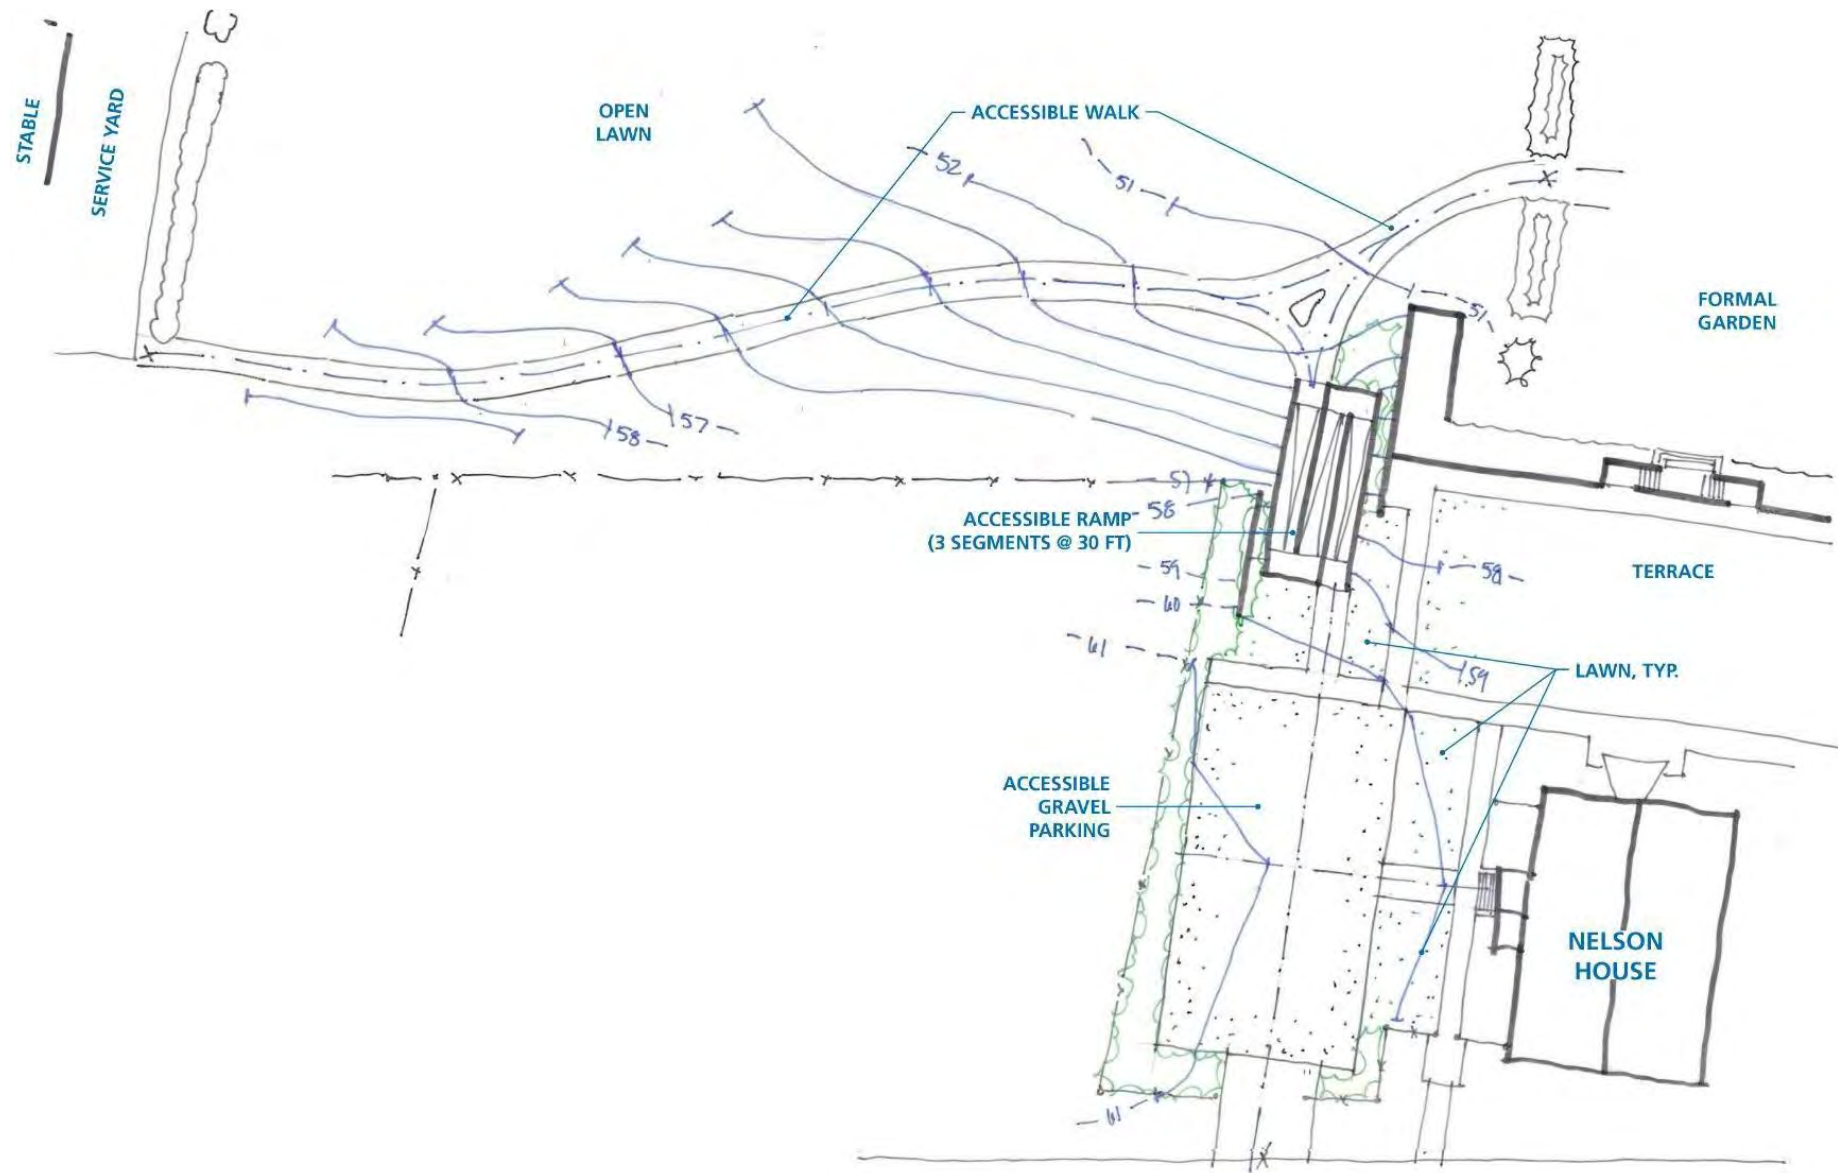 STABLE
SERVICE YARD
OPEN
LAWN
ACCESSIBLE WALK
52
51
51
FORMAL
GARDEN
58
57
57
58
ACCESSIBLE RAMP
(3 SEGMENTS @ 30 FT)
59
60
61
58
TERRACE
59
LAWN, TYP.
ACCESSIBLE
GRAVEL
PARKING
NELSON
HOUSE
61